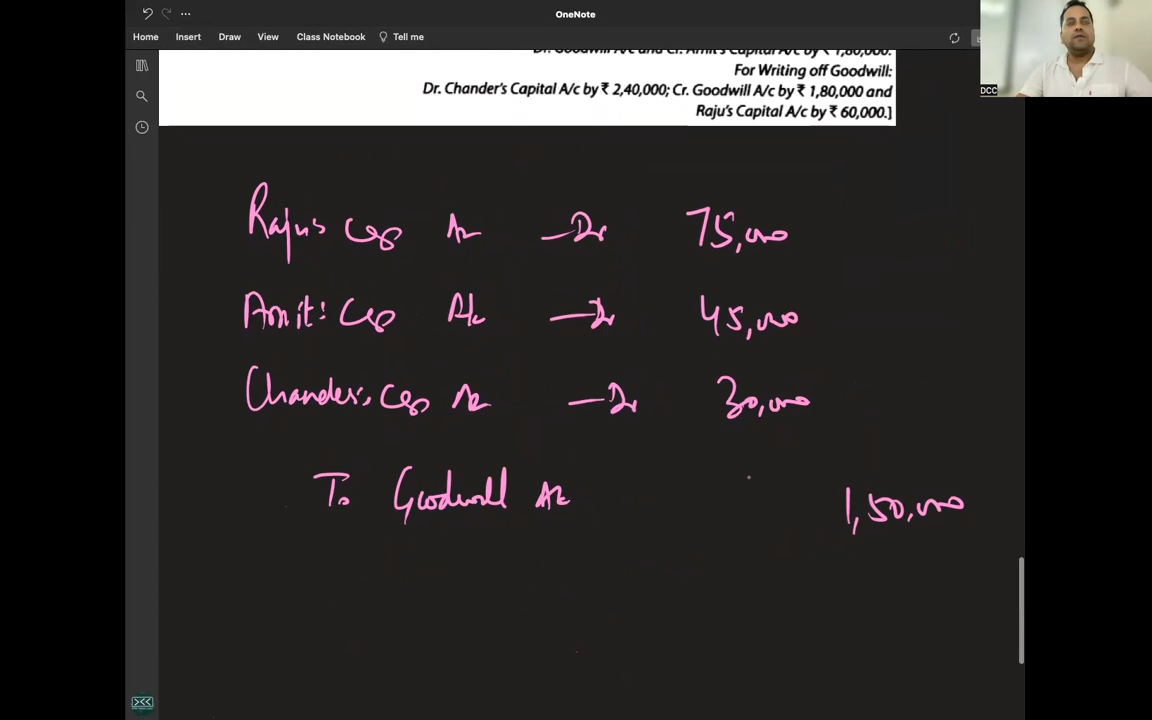 OneNote
Home Insert Draw View Class Notebook Tell me
Dr. Goodwill A/c and Cr. Amit's Capital A/c by ₹ 1,80,000.
For Writing off Goodwill:
Dr. Chander's Capital A/c by ₹ 2,40,000; Cr. Goodwill A/c by ₹ 1,80,000 and
Raju's Capital A/c by ₹ 60,000.]
DCC
Raju's Cap A/c —Dr 75,000
Amit's Cap A/c —Dr 45,000
Chander's Cap A/c —Dr 30,000
To Goodwill A/c
1,50,000